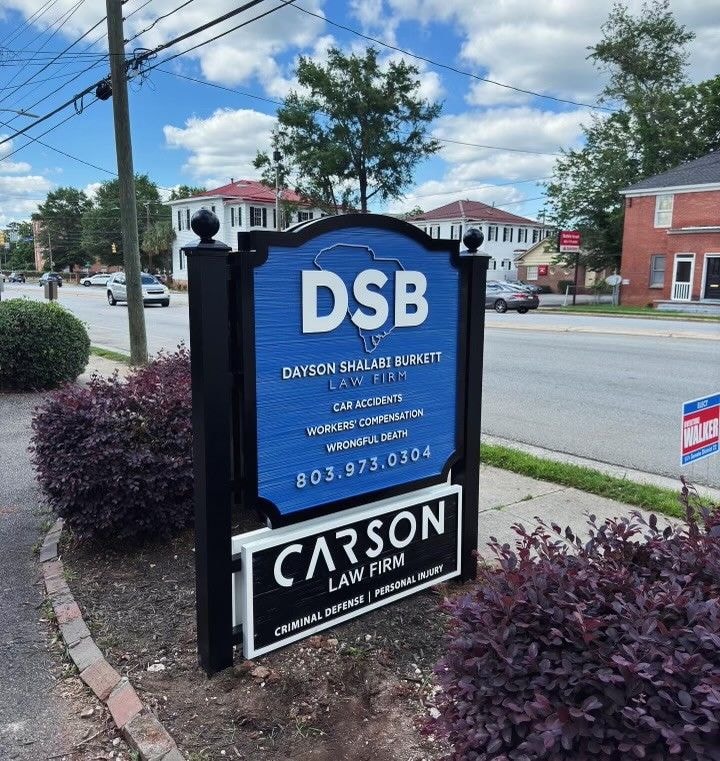 DSB
DAYSON SHALABI BURKETT
LAW FIRM
CAR ACCIDENTS
WORKERS' COMPENSATION
WRONGFUL DEATH
803.973.0304
CARSON
LAW FIRM
CRIMINAL DEFENSE | PERSONAL INJURY
ELECT
WALKER